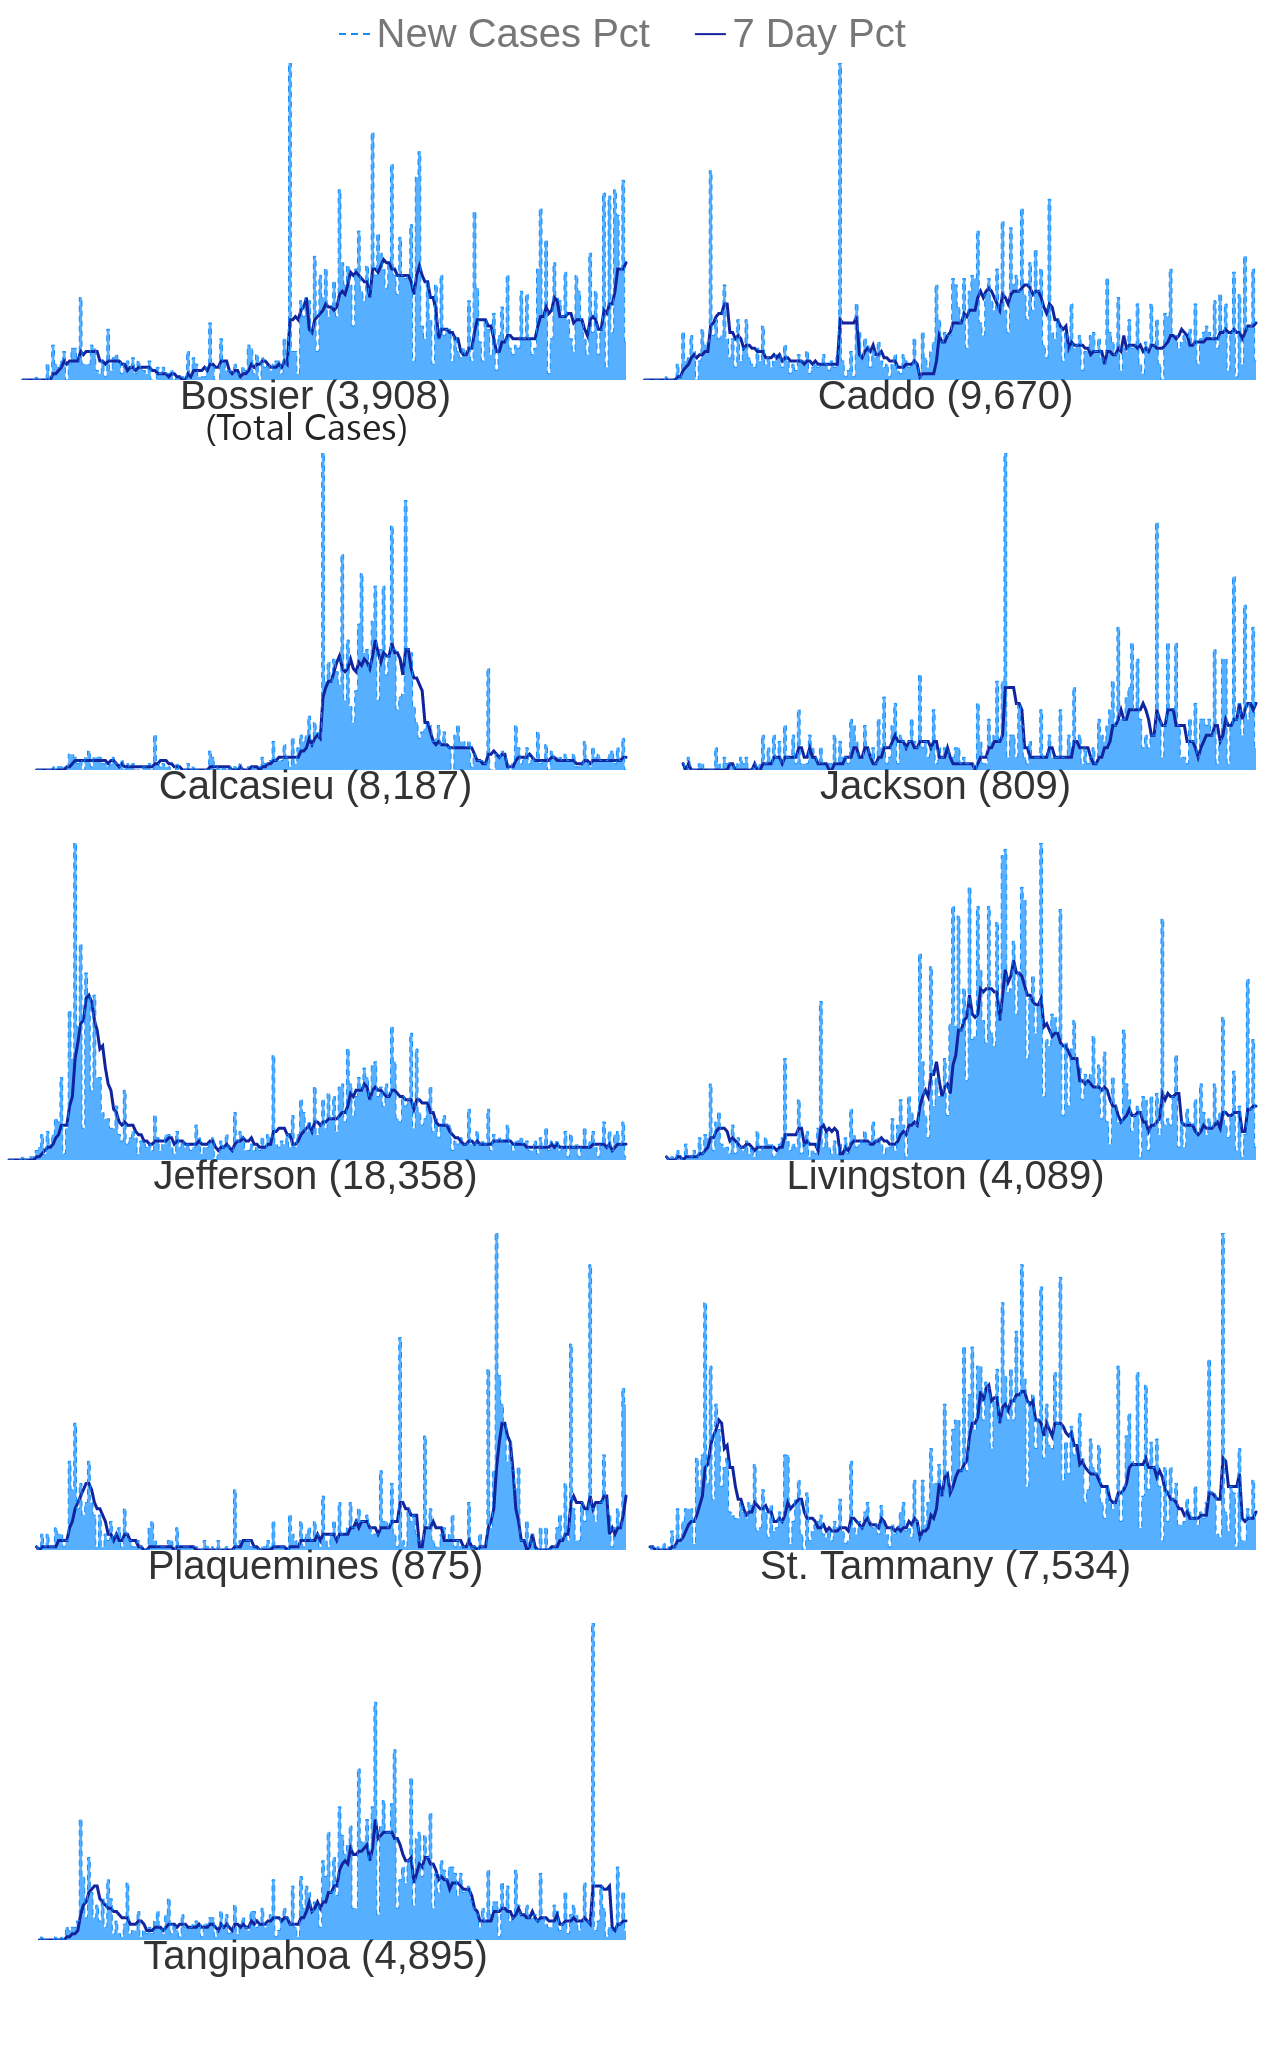 New Cases Pct 7 Day Pct
Bossier (3,908) Caddo (9,670)
(Total Cases)
Calcasieu (8,187) Jackson (809)
Jefferson (18,358) Livingston (4,089)
Plaquemines (875) St. Tammany (7,534)
Tangipahoa (4,895)